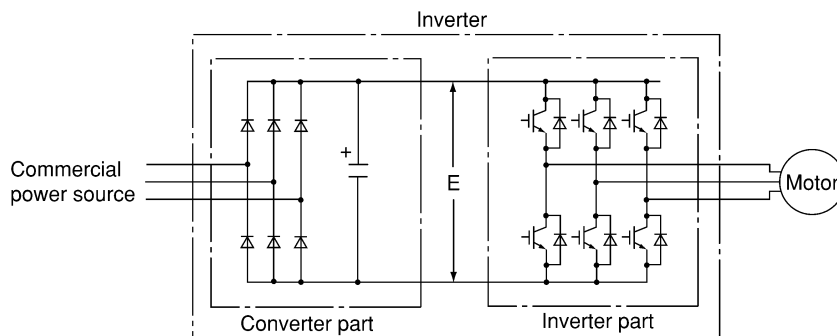 Inverter
Commercial
power source
+
E
Motor
Converter part
Inverter part